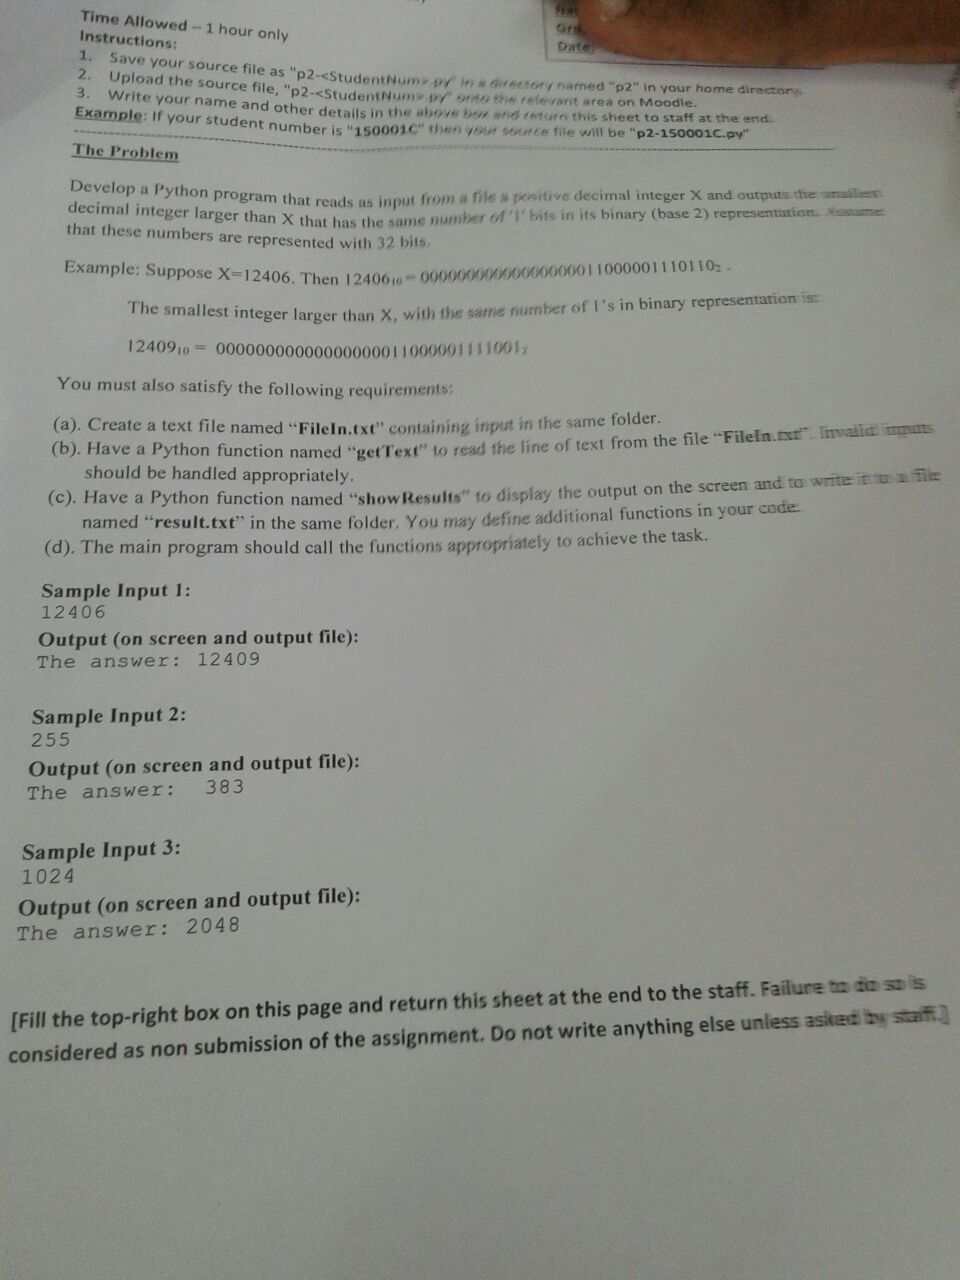 Time Allowed – 1 hour only
Date:
Instructions:
1. Save your source file as "p2-<StudentNum>.py" in a directory named "p2" in your home directory.
2. Upload the source file, "p2-<StudentNum>.py" onto the relevant area on Moodle.
3. Write your name and other details in the above box and return this sheet to staff at the end.
Example: If your student number is "150001C" then your source file will be "p2-150001C.py"
The Problem
Develop a Python program that reads as input from a file a positive decimal integer X and outputs the smallest
decimal integer larger than X that has the same number of '1' bits in its binary (base 2) representation. Assume
that these numbers are represented with 32 bits.
Example: Suppose X=12406. Then 12406₁₀ = 00000000000000000011000001110110₂ .
The smallest integer larger than X, with the same number of 1's in binary representation is:
12409₁₀ = 00000000000000000011000001111001₂
You must also satisfy the following requirements:
(a). Create a text file named “FileIn.txt” containing input in the same folder.
(b). Have a Python function named “getText” to read the line of text from the file “FileIn.txt”. Invalid inputs
should be handled appropriately.
(c). Have a Python function named “showResults” to display the output on the screen and to write it to a file
named “result.txt” in the same folder. You may define additional functions in your code.
(d). The main program should call the functions appropriately to achieve the task.
Sample Input 1:
12406
Output (on screen and output file):
The answer: 12409
Sample Input 2:
255
Output (on screen and output file):
The answer: 383
Sample Input 3:
1024
Output (on screen and output file):
The answer: 2048
[Fill the top-right box on this page and return this sheet at the end to the staff. Failure to do so is
considered as non submission of the assignment. Do not write anything else unless asked by staff.]